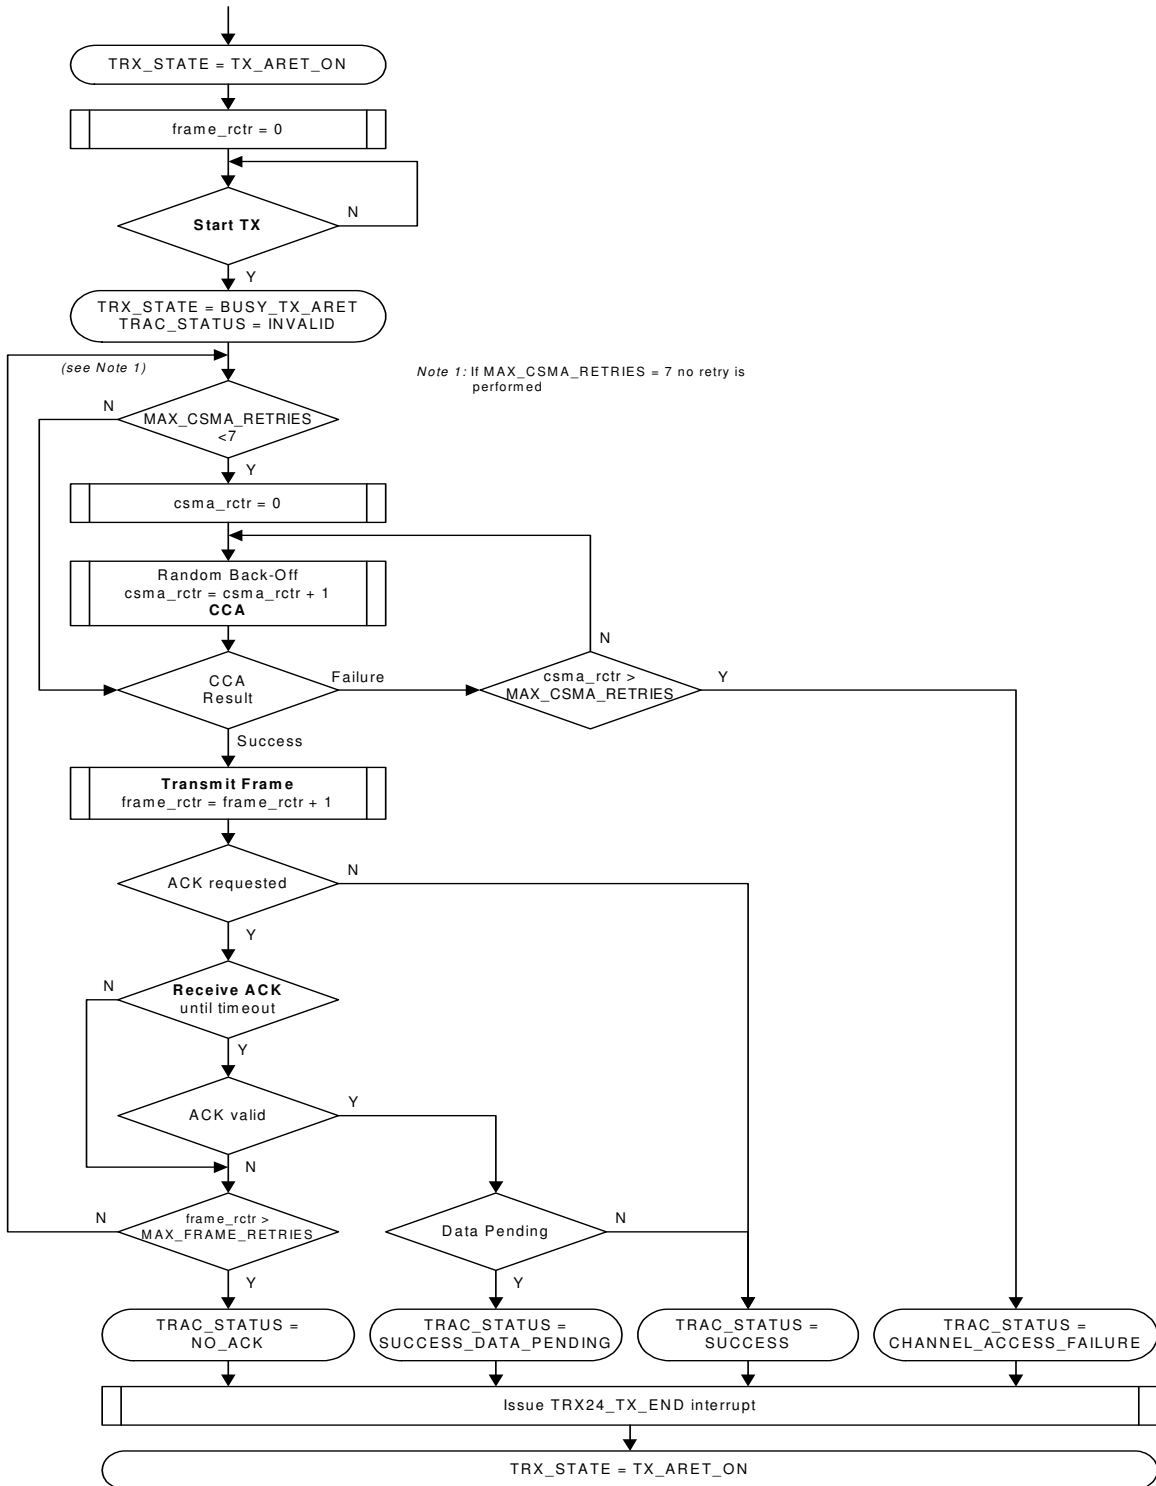 TRX_STATE = TX_ARET_ON
frame_rctr = 0
Start TX
N
Y
TRX_STATE = BUSY_TX_ARET
TRAC_STATUS = INVALID
(see Note 1)
Note 1: If MAX_CSMA_RETRIES = 7 no retry is
performed
N
MAX_CSMA_RETRIES
<7
Y
csma_rctr = 0
Random Back-Off
csma_rctr = csma_rctr + 1
CCA
N
CCA
Result
Failure
csma_rctr >
MAX_CSMA_RETRIES
Y
Success
Transmit Frame
frame_rctr = frame_rctr + 1
ACK requested
N
Y
N
Receive ACK
until timeout
Y
ACK valid
Y
N
N
frame_rctr >
MAX_FRAME_RETRIES
Data Pending
N
Y
Y
TRAC_STATUS =
NO_ACK
TRAC_STATUS =
SUCCESS_DATA_PENDING
TRAC_STATUS =
SUCCESS
TRAC_STATUS =
CHANNEL_ACCESS_FAILURE
Issue TRX24_TX_END interrupt
TRX_STATE = TX_ARET_ON